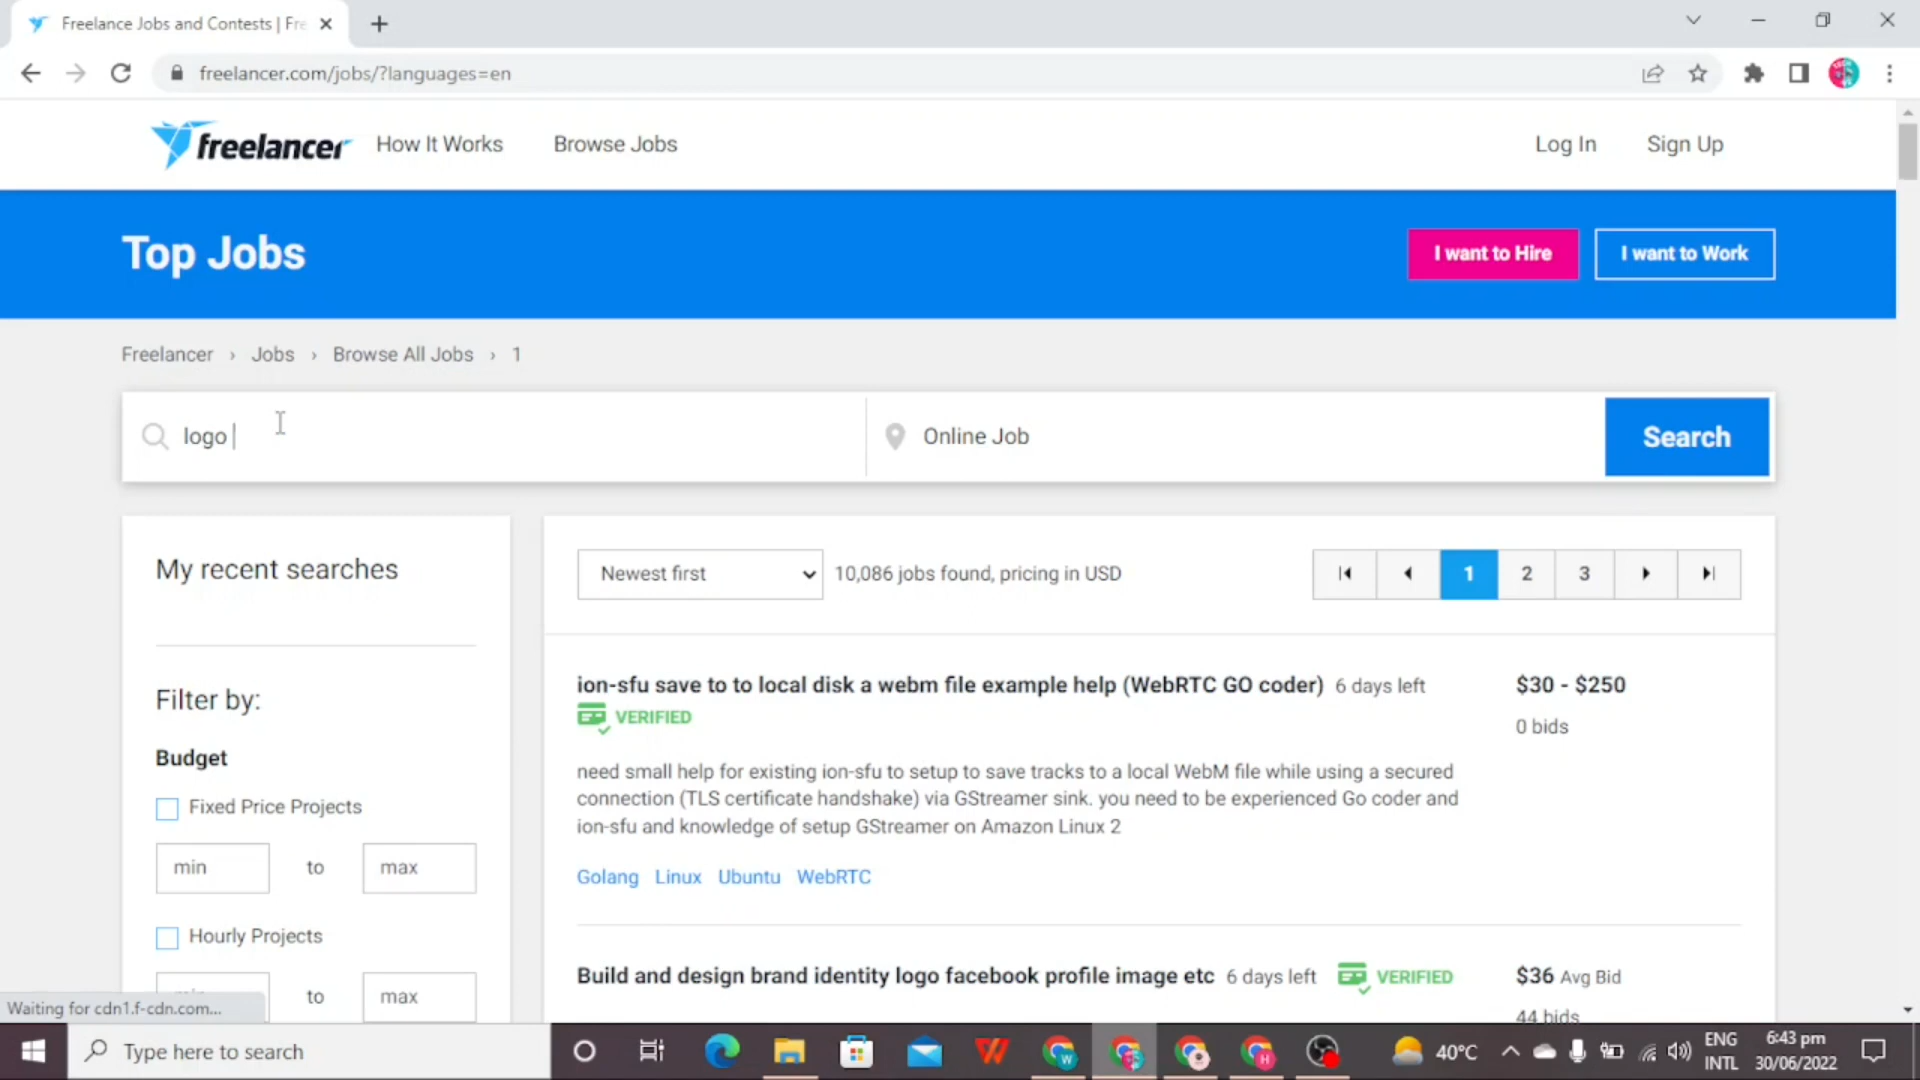 Freelance Jobs and Contests | Fre
freelancer.com/jobs/?languages=en
freelancer
How It Works
Browse Jobs
Log In
Sign Up
Top Jobs
I want to Hire
I want to Work
Freelancer › Jobs › Browse All Jobs › 1
logo
Online Job
Search
My recent searches
Filter by:
Budget
Fixed Price Projects
min to max
Hourly Projects
to max
Newest first
10,086 jobs found, pricing in USD
1 2 3
ion-sfu save to to local disk a webm file example help (WebRTC GO coder) 6 days left
VERIFIED
$30 - $250
0 bids
need small help for existing ion-sfu to setup to save tracks to a local WebM file while using a secured
connection (TLS certificate handshake) via GStreamer sink. you need to be experienced Go coder and
ion-sfu and knowledge of setup GStreamer on Amazon Linux 2
Golang Linux Ubuntu WebRTC
Build and design brand identity logo facebook profile image etc 6 days left VERIFIED
$36 Avg Bid
44 bids
Waiting for cdn1.f-cdn.com...
Type here to search
40°C
ENG
INTL
6:43 pm
30/06/2022